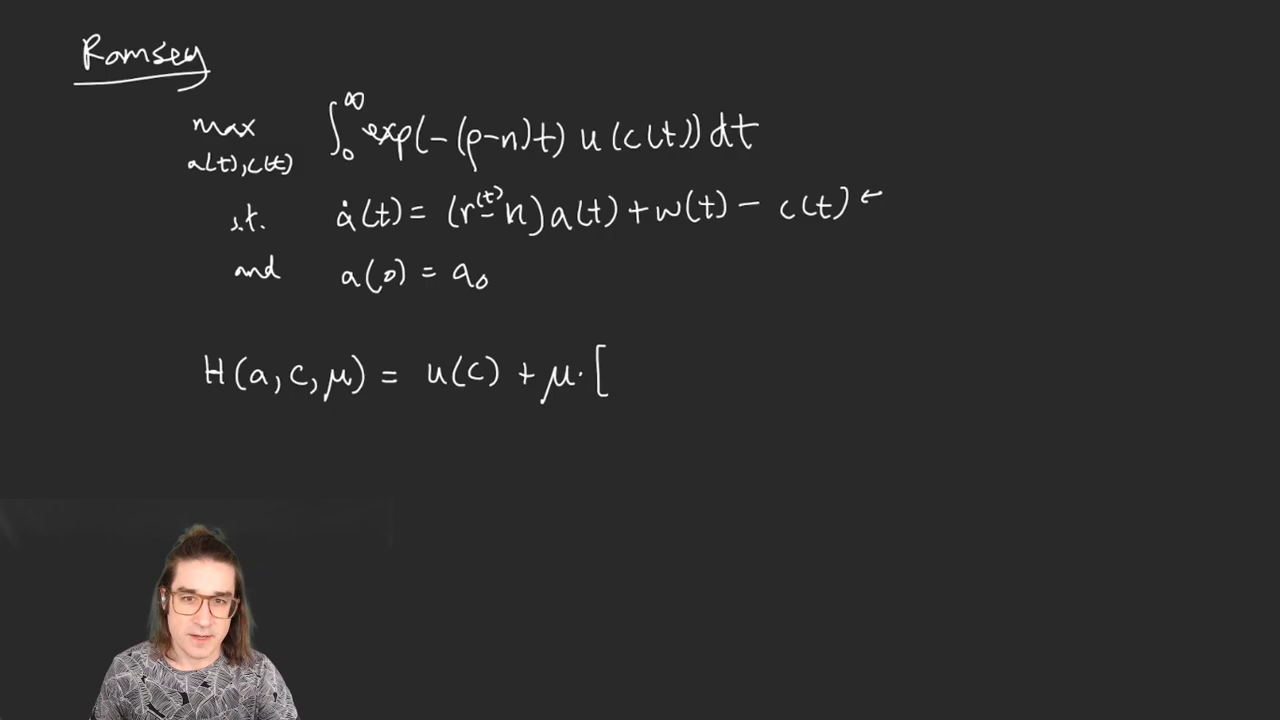 Ramsey
max ∫₀^∞ exp(-(ρ-n)t) u(c(t)) dt
a(t), c(t)
s.t. ȧ(t) = (r(t) - n)a(t) + w(t) - c(t) ←
and a(0) = a₀
H(a, c, μ) = u(c) + μ·[